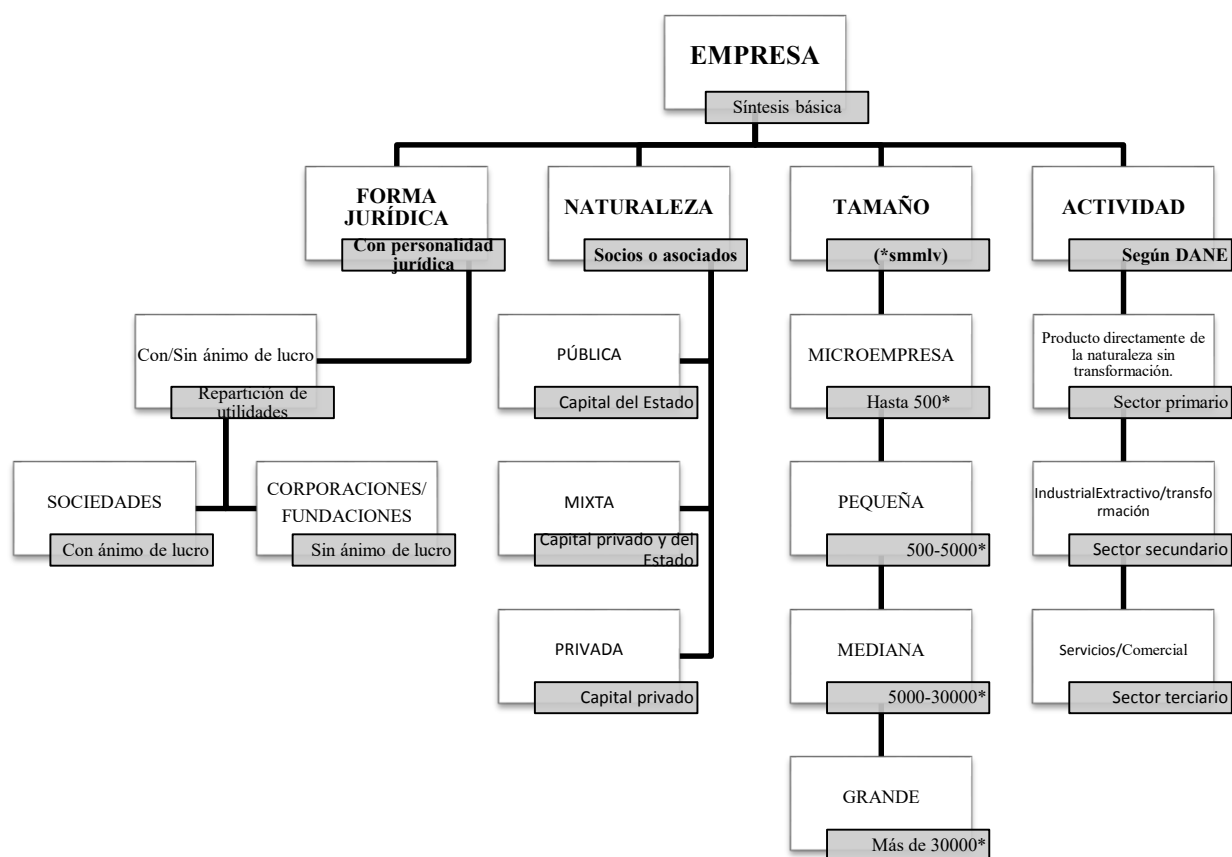 EMPRESA
Síntesis básica
FORMA
JURÍDICA
Con personalidad
jurídica
NATURALEZA
Socios o asociados
TAMAÑO
(*smmlv)
ACTIVIDAD
Según DANE
Con/Sin ánimo de lucro
Repartición de
utilidades
SOCIEDADES
Con ánimo de lucro
CORPORACIONES/
FUNDACIONES
Sin ánimo de lucro
PÚBLICA
Capital del Estado
MIXTA
Capital privado y del
Estado
PRIVADA
Capital privado
MICROEMPRESA
Hasta 500*
PEQUEÑA
500-5000*
MEDIANA
5000-30000*
GRANDE
Más de 30000*
Producto directamente de
la naturaleza sin
transformación.
Sector primario
IndustrialExtractivo/transfo
rmación
Sector secundario
Servicios/Comercial
Sector terciario